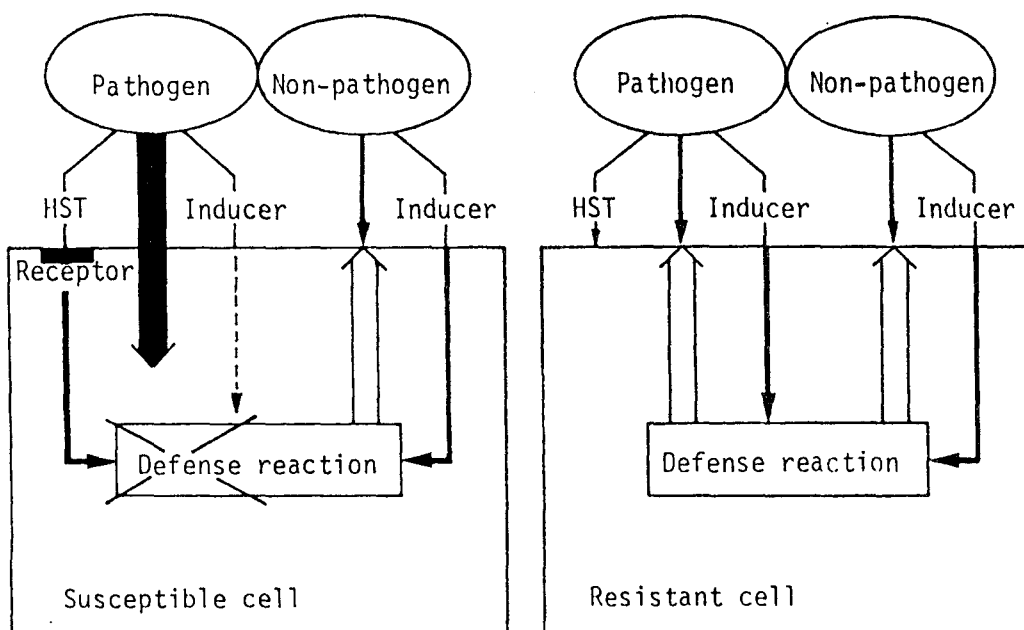 Pathogen
Non-pathogen
HST
Inducer
Inducer
Receptor
Defense reaction
Susceptible cell
Pathogen
Non-pathogen
HST
Inducer
Inducer
Defense reaction
Resistant cell